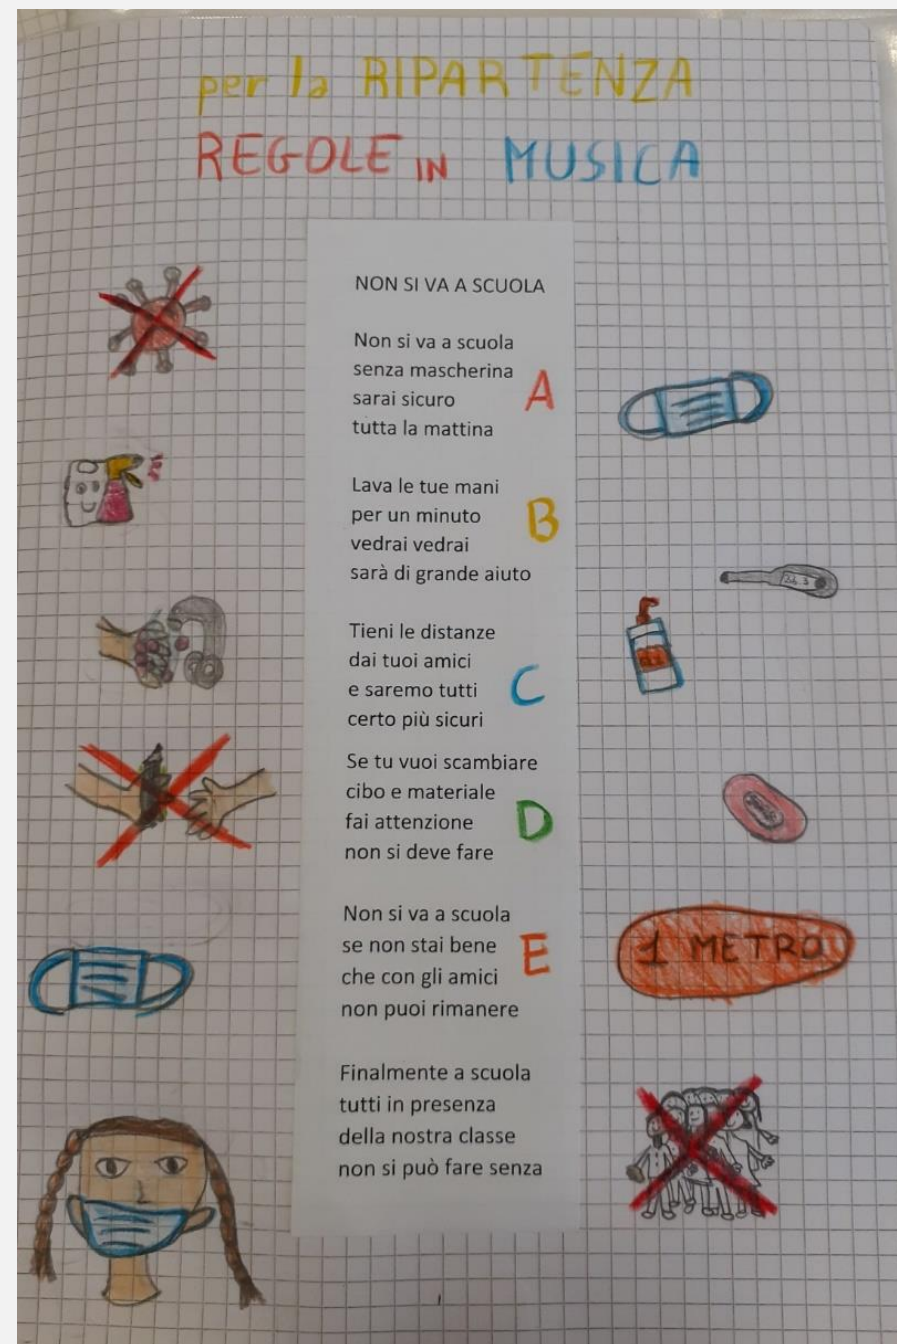 per la RIPARTENZA
REGOLE IN MUSICA
NON SI VA A SCUOLA
Non si va a scuola
senza mascherina
sarai sicuro
tutta la mattina
A
Lava le tue mani
per un minuto
vedrai vedrai
sarà di grande aiuto
B
Tieni le distanze
dai tuoi amici
e saremo tutti
certo più sicuri
C
Se tu vuoi scambiare
cibo e materiale
fai attenzione
non si deve fare
D
Non si va a scuola
se non stai bene
che con gli amici
non puoi rimanere
E
1 METRO
Finalmente a scuola
tutti in presenza
della nostra classe
non si può fare senza